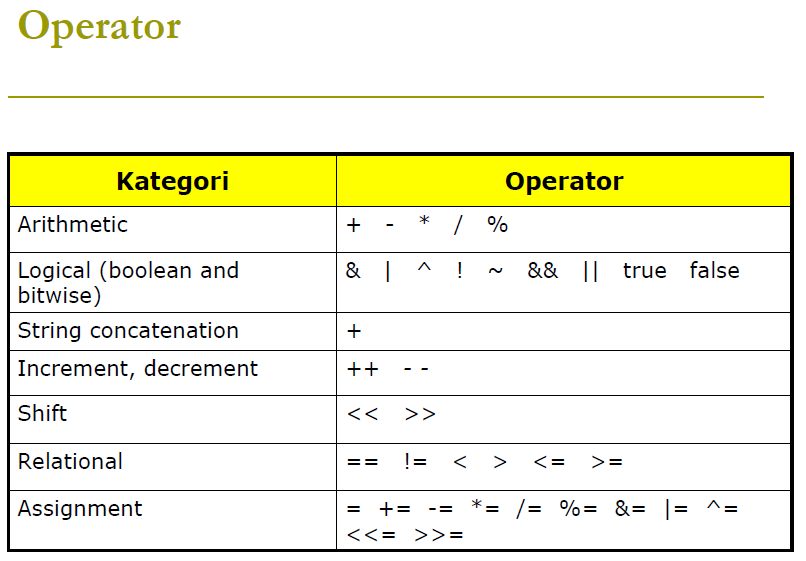 Operator
Kategori Operator
Arithmetic + - * / %
Logical (boolean and & | ^ ! ~ && || true false
bitwise)
String concatenation +
Increment, decrement ++ - -
Shift << >>
Relational == != < > <= >=
Assignment = += -= *= /= %= &= |= ^=
<<= >>=